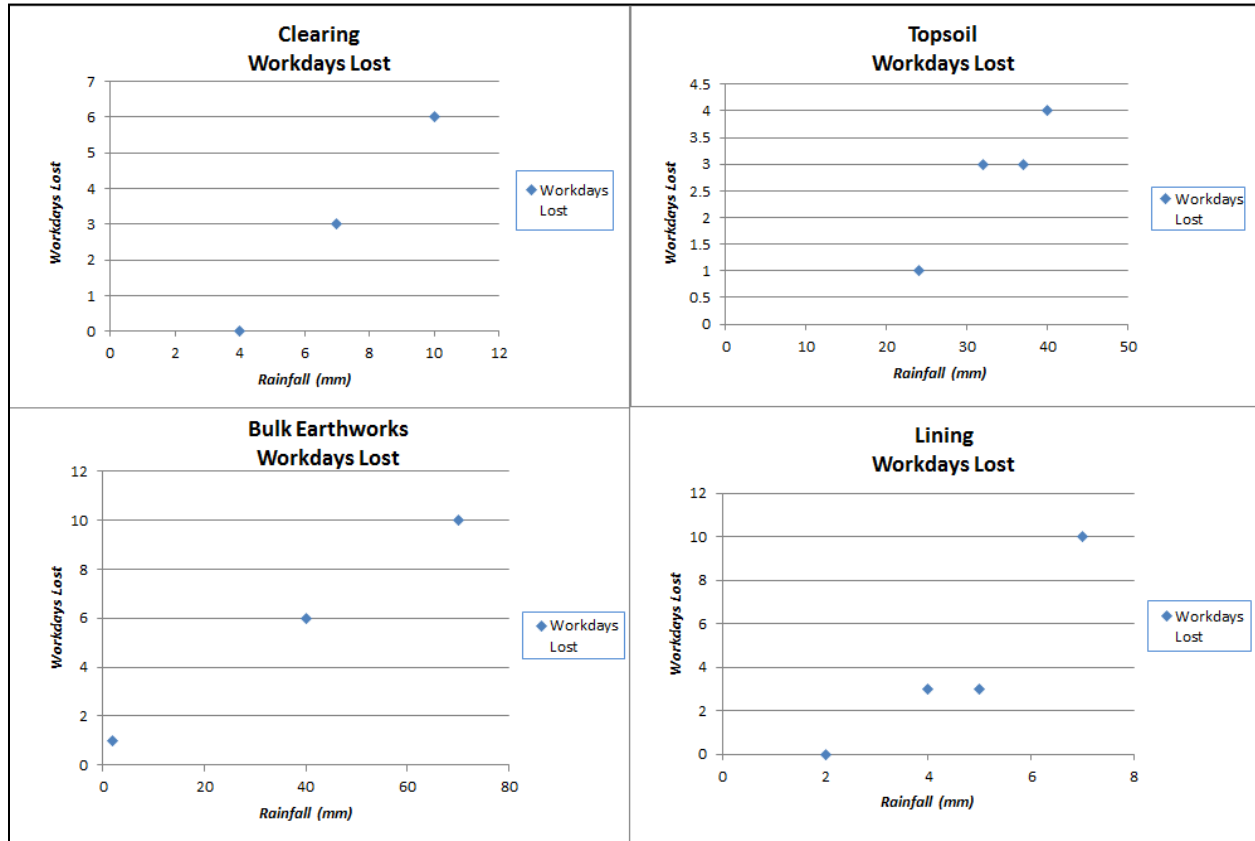 Clearing
Workdays Lost
7
6
5
4
3
2
1
0
0 2 4 6 8 10 12
Workdays Lost
Rainfall (mm)
Workdays
Lost
Topsoil
Workdays Lost
4.5
4
3.5
3
2.5
2
1.5
1
0.5
0
0 10 20 30 40 50
Workdays Lost
Rainfall (mm)
Workdays
Lost
Bulk Earthworks
Workdays Lost
12
10
8
6
4
2
0
0 20 40 60 80
Workdays Lost
Rainfall (mm)
Workdays
Lost
Lining
Workdays Lost
12
10
8
6
4
2
0
0 2 4 6 8
Workdays Lost
Rainfall (mm)
Workdays
Lost